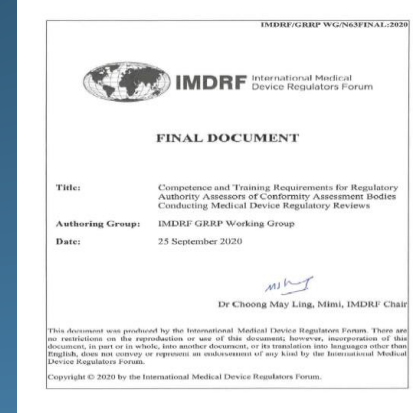 IMDRF/GRRP WG/N63FINAL:2020
IMDRF International Medical
Device Regulators Forum
FINAL DOCUMENT
Title: Competence and Training Requirements for Regulatory
Authority Assessors of Conformity Assessment Bodies
Conducting Medical Device Regulatory Reviews
Authoring Group: IMDRF GRRP Working Group
Date: 25 September 2020
Dr Choong May Ling, Mimi, IMDRF Chair
This document was produced by the International Medical Device Regulators Forum. There are
no restrictions on the reproduction or use of this document; however, incorporation of this
document, in part or in whole, into another document, or its translation into languages other than
English, does not convey or represent an endorsement of any kind by the International Medical
Device Regulators Forum.
Copyright © 2020 by the International Medical Device Regulators Forum.